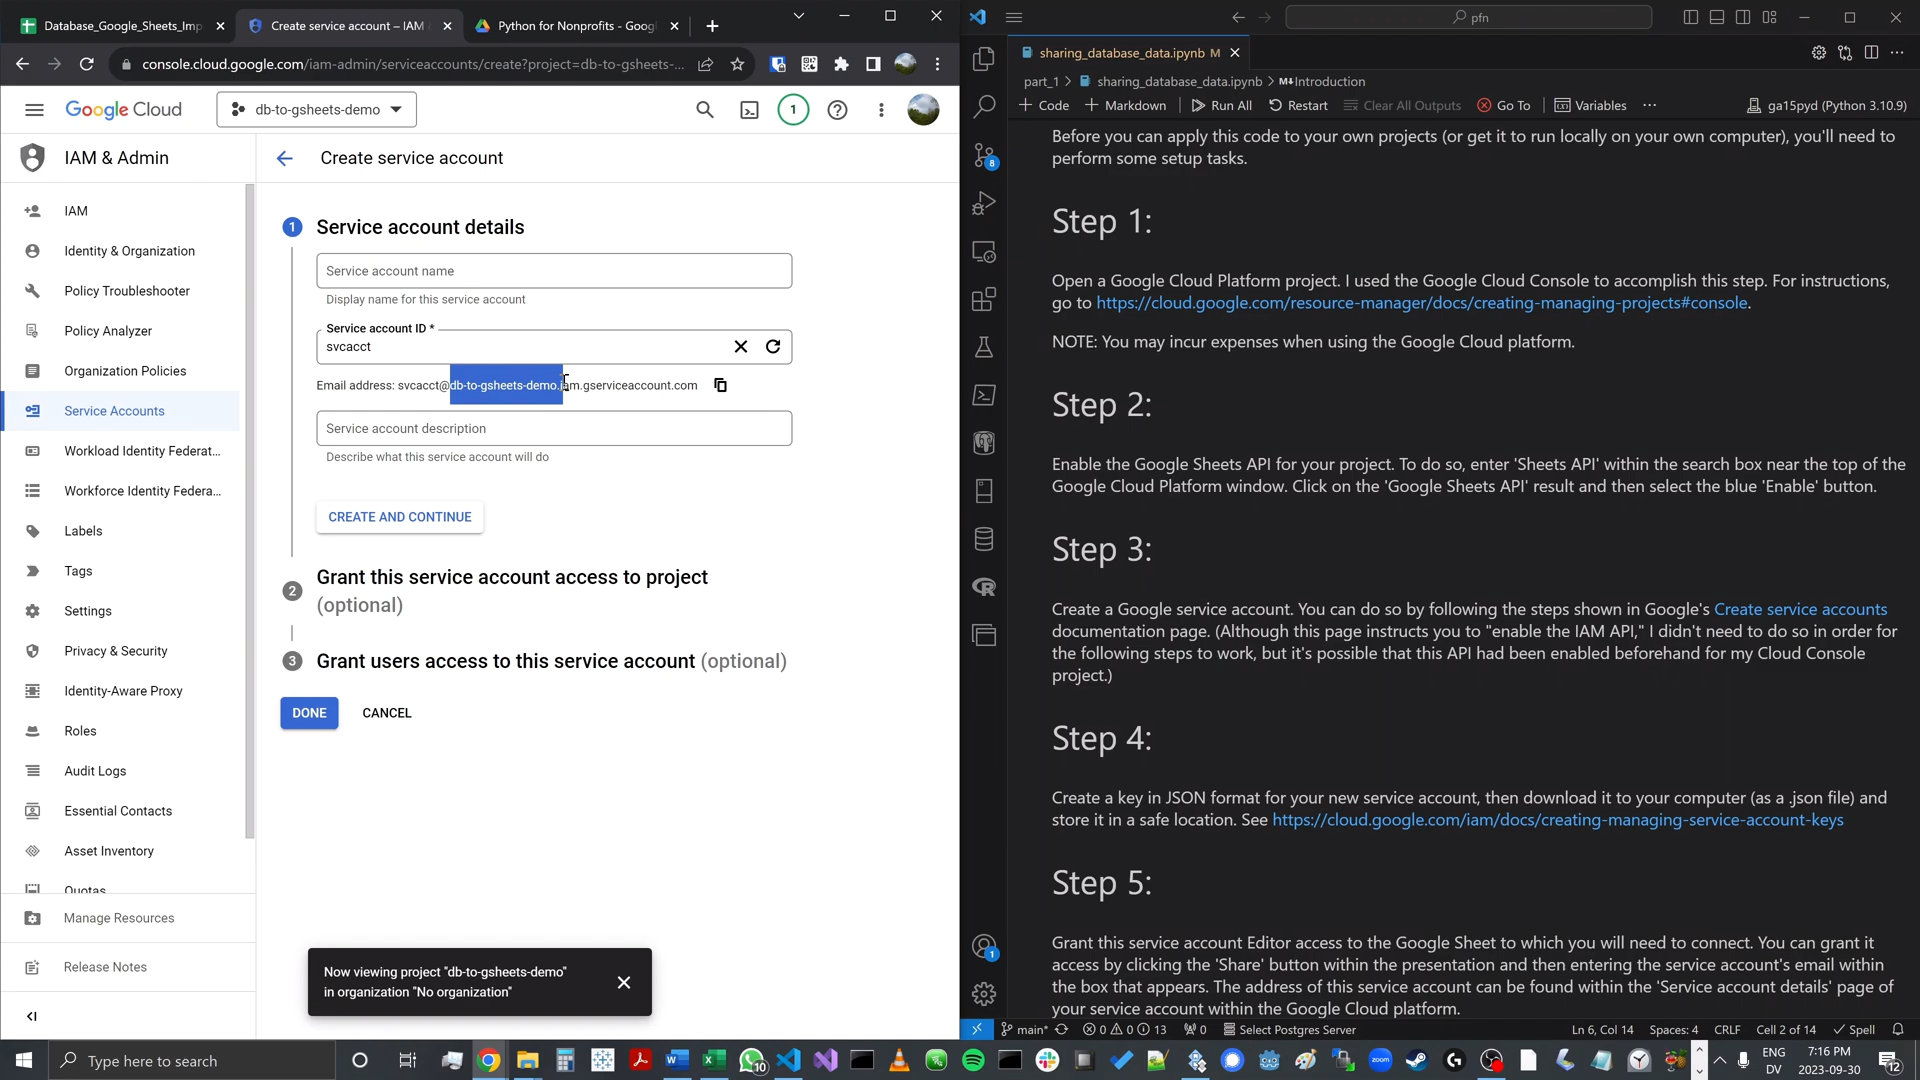 Database_Google_Sheets_Imp
Create service account – IAM
Python for Nonprofits - Googl
console.cloud.google.com/iam-admin/serviceaccounts/create?project=db-to-gsheets-...
Google Cloud
db-to-gsheets-demo
1
IAM & Admin
Create service account
IAM
Identity & Organization
Policy Troubleshooter
Policy Analyzer
Organization Policies
Service Accounts
Workload Identity Federat...
Workforce Identity Federa...
Labels
Tags
Settings
Privacy & Security
Identity-Aware Proxy
Roles
Audit Logs
Essential Contacts
Asset Inventory
Quotas
Manage Resources
Release Notes
1
Service account details
Service account name
Display name for this service account
Service account ID *
svcacct
Email address: svcacct@db-to-gsheets-demo.iam.gserviceaccount.com
Service account description
Describe what this service account will do
CREATE AND CONTINUE
2
Grant this service account access to project
(optional)
3
Grant users access to this service account (optional)
DONE
CANCEL
Now viewing project "db-to-gsheets-demo"
in organization "No organization"
pfn
sharing_database_data.ipynb M
part_1 > sharing_database_data.ipynb > M Introduction
Code
Markdown
Run All
Restart
Clear All Outputs
Go To
Variables
ga15pyd (Python 3.10.9)
8
1
Before you can apply this code to your own projects (or get it to run locally on your own computer), you'll need to
perform some setup tasks.
Step 1:
Open a Google Cloud Platform project. I used the Google Cloud Console to accomplish this step. For instructions,
go to https://cloud.google.com/resource-manager/docs/creating-managing-projects#console.
NOTE: You may incur expenses when using the Google Cloud platform.
Step 2:
Enable the Google Sheets API for your project. To do so, enter 'Sheets API' within the search box near the top of the
Google Cloud Platform window. Click on the 'Google Sheets API' result and then select the blue 'Enable' button.
Step 3:
Create a Google service account. You can do so by following the steps shown in Google's Create service accounts
documentation page. (Although this page instructs you to "enable the IAM API," I didn't need to do so in order for
the following steps to work, but it's possible that this API had been enabled beforehand for my Cloud Console
project.)
Step 4:
Create a key in JSON format for your new service account, then download it to your computer (as a .json file) and
store it in a safe location. See https://cloud.google.com/iam/docs/creating-managing-service-account-keys
Step 5:
Grant this service account Editor access to the Google Sheet to which you will need to connect. You can grant it
access by clicking the 'Share' button within the presentation and then entering the service account's email within
the box that appears. The address of this service account can be found within the 'Service account details' page of
your service account within the Google Cloud platform.
main*
0 0 13
0
Select Postgres Server
Ln 6, Col 14
Spaces: 4
CRLF
Cell 2 of 14
Spell
Type here to search
10
zoom
ENG
DV
7:16 PM
2023-09-30
12